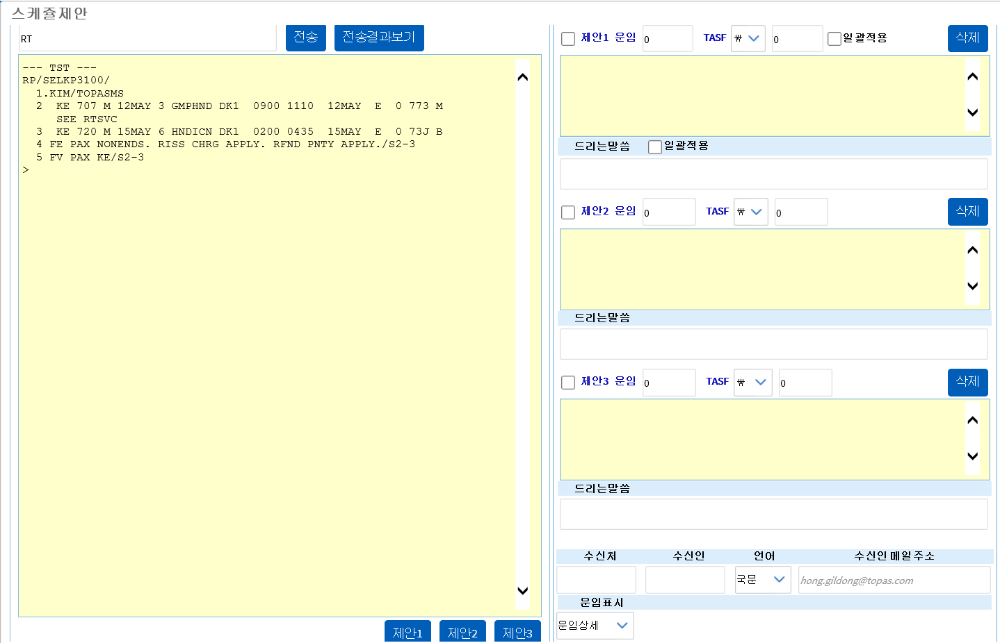 스케쥴제안
RT
전송
전송결과보기
--- TST ---
RP/SELKP3100/
1.KIM/TOPASMS
2 KE 707 M 12MAY 3 GMPHND DK1 0900 1110 12MAY E 0 773 M
SEE RTSVC
3 KE 720 M 15MAY 6 HNDICN DK1 0200 0435 15MAY E 0 73J B
4 FE PAX NONENDS. RISS CHRG APPLY. RFND PNTY APPLY./S2-3
5 FV PAX KE/S2-3
>
제안1
제안2
제안3
제안1 운임 0 TASF ₩ 0 일괄적용 삭제
드리는말씀 일괄적용
제안2 운임 0 TASF ₩ 0 삭제
드리는말씀
제안3 운임 0 TASF ₩ 0 삭제
드리는말씀
수신처 수신인 언어 수신인 메일 주소
국문 hong.gildong@topas.com
운임표시
운임상세